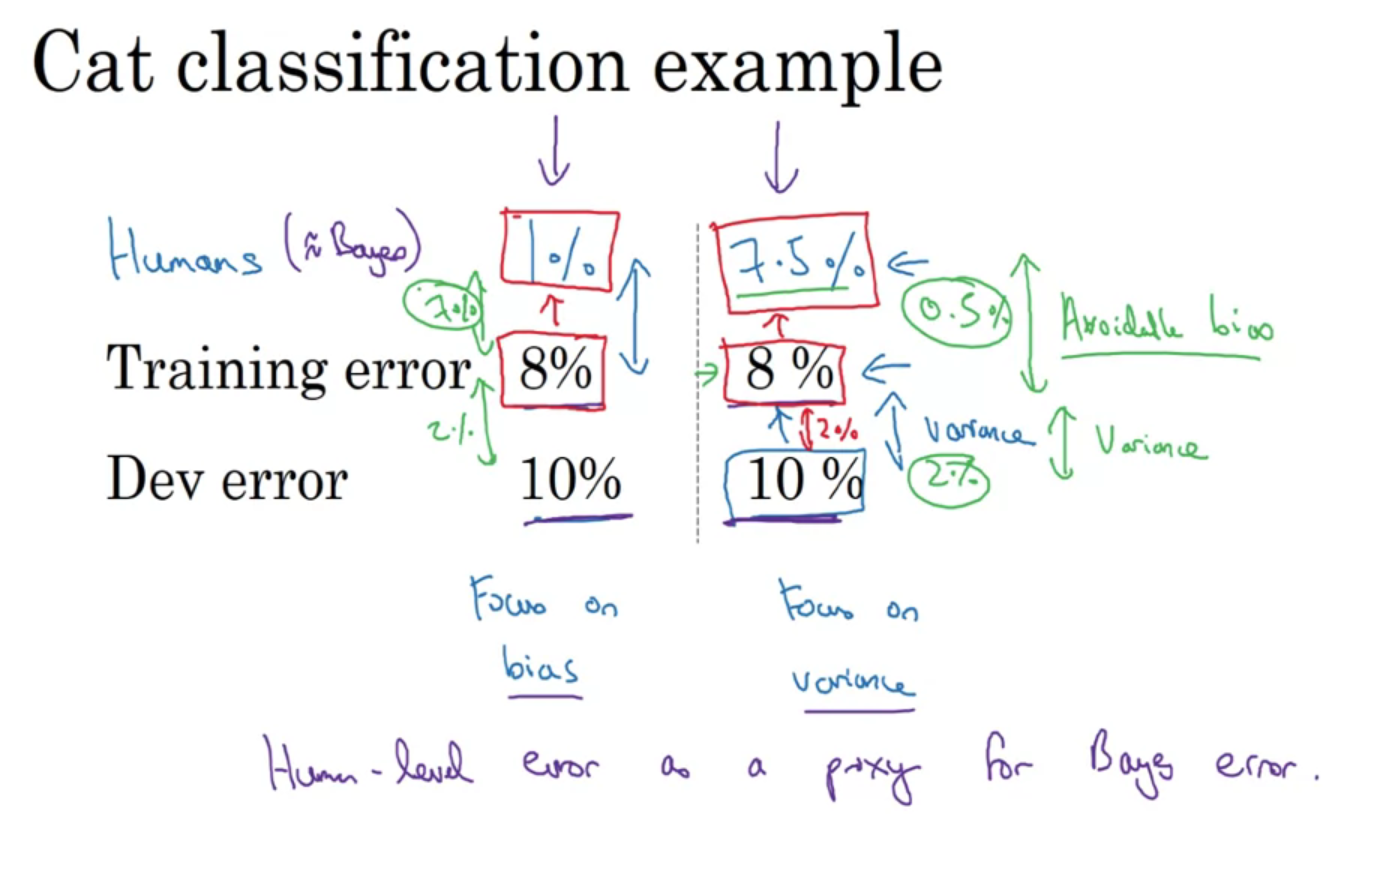 Cat classification example
Humans (≈ Bayes) 1% 7.5%
7% 0.5% Avoidable bias
Training error 8% 8 %
2% 2% Variance Variance
Dev error 10% 10 % 2%
Focus on Focus on
bias variance
Human-level error as a proxy for Bayes error.